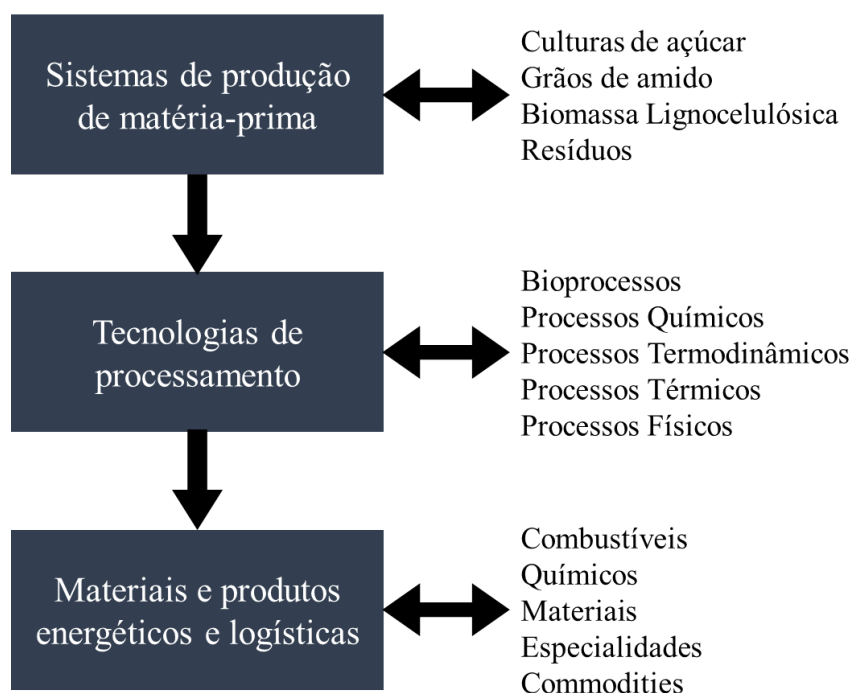 Sistemas de produção
de matéria-prima
Culturas de açúcar
Grãos de amido
Biomassa Lignocelulósica
Resíduos
Tecnologias de
processamento
Bioprocessos
Processos Químicos
Processos Termodinâmicos
Processos Térmicos
Processos Físicos
Materiais e produtos
energéticos e logísticas
Combustíveis
Químicos
Materiais
Especialidades
Commodities